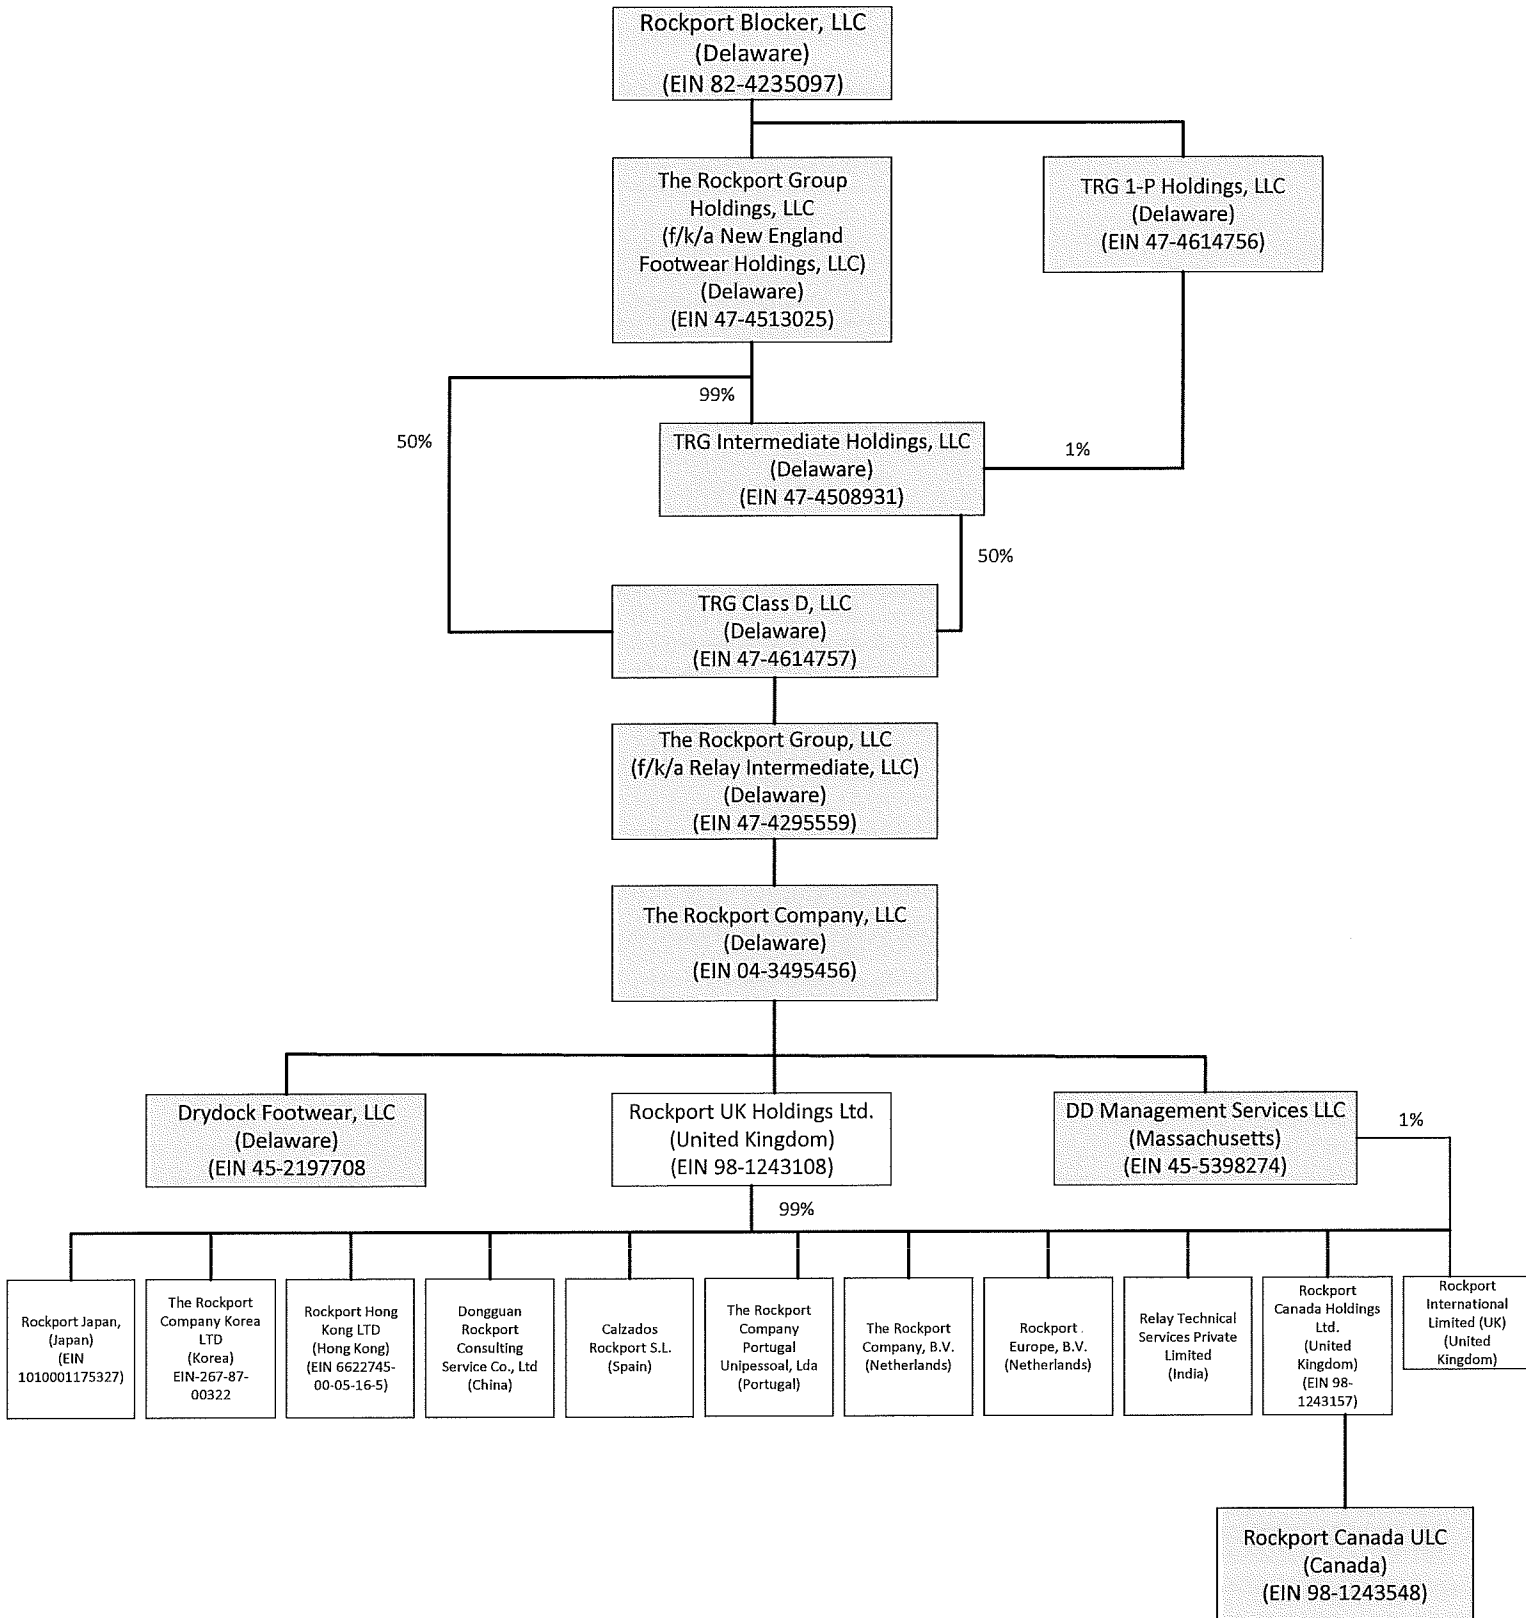 Rockport Blocker, LLC
(Delaware)
(EIN 82-4235097)
The Rockport Group
Holdings, LLC
(f/k/a New England
Footwear Holdings, LLC)
(Delaware)
(EIN 47-4513025)
TRG 1-P Holdings, LLC
(Delaware)
(EIN 47-4614756)
99%
50%
TRG Intermediate Holdings, LLC
(Delaware)
(EIN 47-4508931)
1%
50%
TRG Class D, LLC
(Delaware)
(EIN 47-4614757)
The Rockport Group, LLC
(f/k/a Relay Intermediate, LLC)
(Delaware)
(EIN 47-4295559)
The Rockport Company, LLC
(Delaware)
(EIN 04-3495456)
Drydock Footwear, LLC
(Delaware)
(EIN 45-2197708
Rockport UK Holdings Ltd.
(United Kingdom)
(EIN 98-1243108)
DD Management Services LLC
(Massachusetts)
(EIN 45-5398274)
1%
99%
Rockport Japan,
(Japan)
(EIN
1010001175327)
The Rockport
Company Korea
LTD
(Korea)
EIN-267-87-
00322
Rockport Hong
Kong LTD
(Hong Kong)
(EIN 6622745-
00-05-16-5)
Dongguan
Rockport
Consulting
Service Co., Ltd
(China)
Calzados
Rockport S.L.
(Spain)
The Rockport
Company
Portugal
Unipessoal, Lda
(Portugal)
The Rockport
Company, B.V.
(Netherlands)
Rockport
Europe, B.V.
(Netherlands)
Relay Technical
Services Private
Limited
(India)
Rockport
Canada Holdings
Ltd.
(United
Kingdom)
(EIN 98-
1243157)
Rockport
International
Limited (UK)
(United
Kingdom)
Rockport Canada ULC
(Canada)
(EIN 98-1243548)